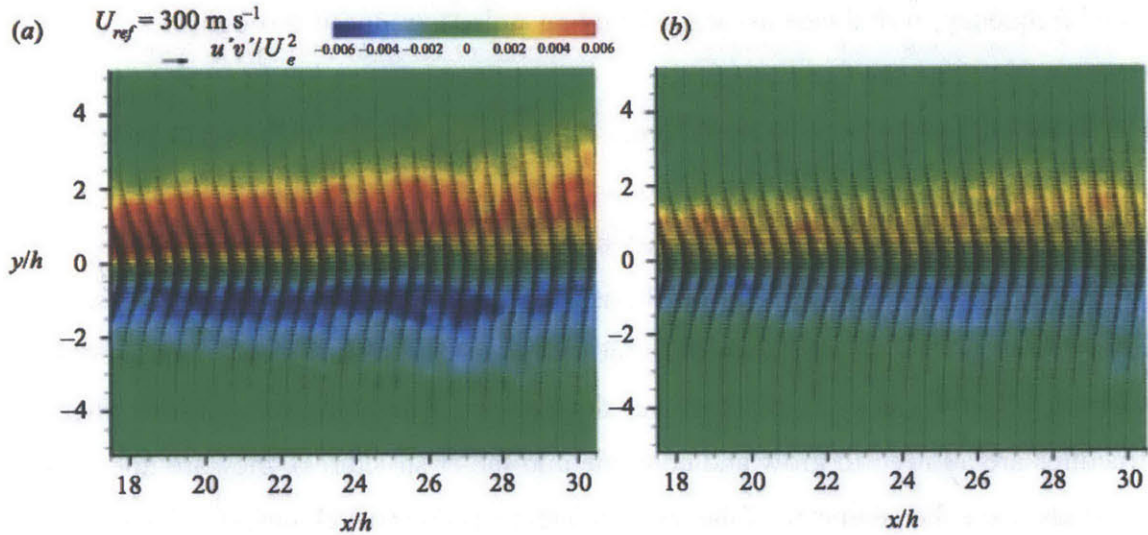 (a)
U_ref = 300 m s⁻¹
u′v′/U_e²
−0.006 −0.004 −0.002 0 0.002 0.004 0.006
(b)
4
2
y/h 0
−2
−4
18 20 22 24 26 28 30
x/h
4
2
0
−2
−4
18 20 22 24 26 28 30
x/h